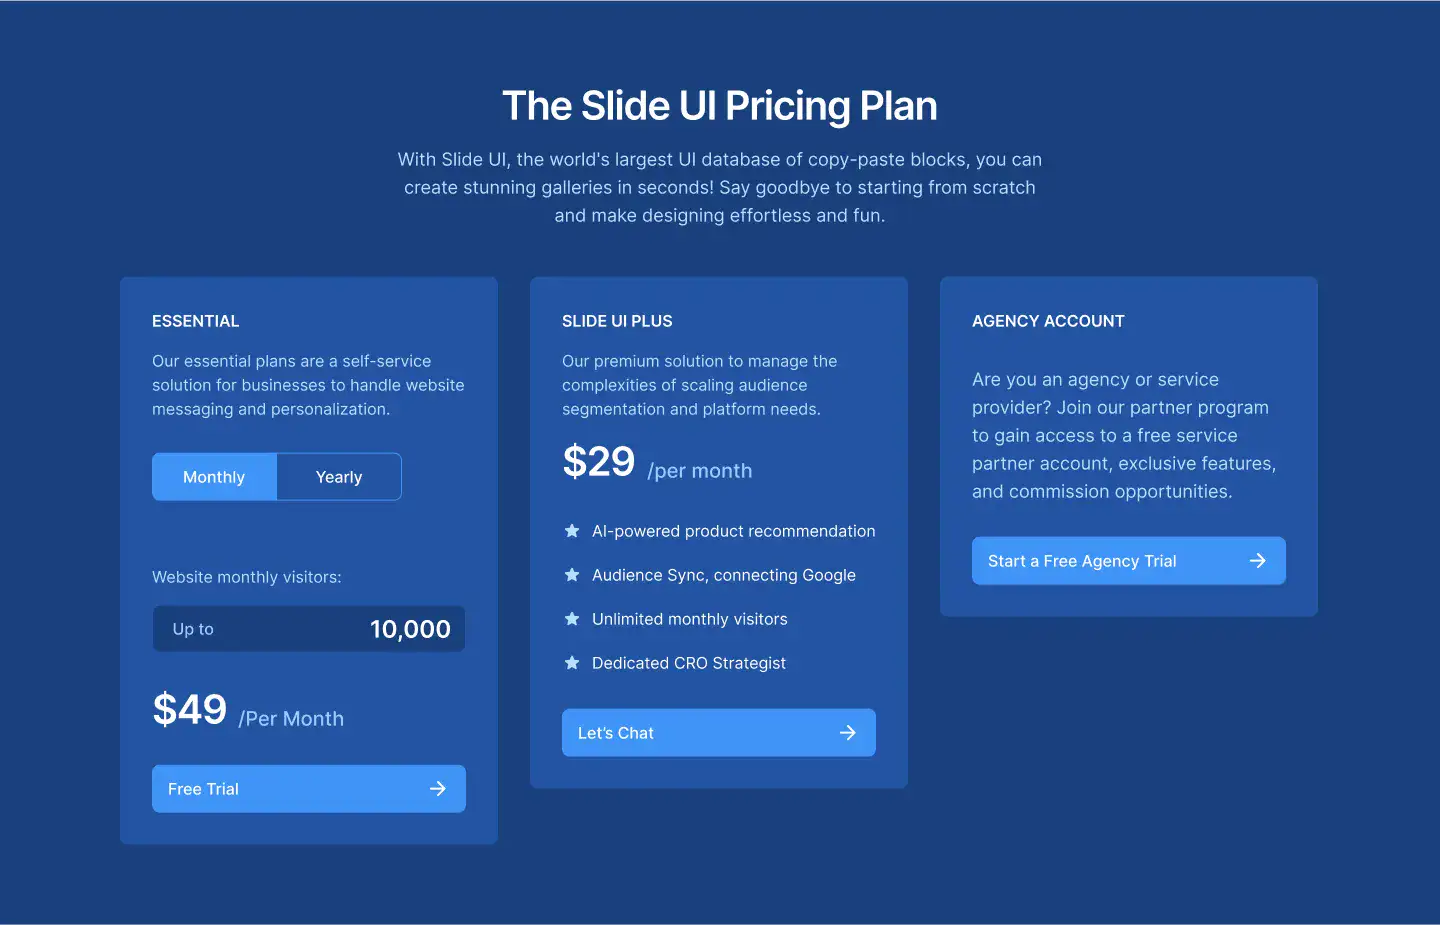 The Slide UI Pricing Plan
With Slide UI, the world's largest UI database of copy-paste blocks, you can
create stunning galleries in seconds! Say goodbye to starting from scratch
and make designing effortless and fun.
ESSENTIAL
Our essential plans are a self-service
solution for businesses to handle website
messaging and personalization.
Monthly
Yearly
Website monthly visitors:
Up to 10,000
$49 /Per Month
Free Trial
SLIDE UI PLUS
Our premium solution to manage the
complexities of scaling audience
segmentation and platform needs.
$29 /per month
AI-powered product recommendation
Audience Sync, connecting Google
Unlimited monthly visitors
Dedicated CRO Strategist
Let’s Chat
AGENCY ACCOUNT
Are you an agency or service
provider? Join our partner program
to gain access to a free service
partner account, exclusive features,
and commission opportunities.
Start a Free Agency Trial